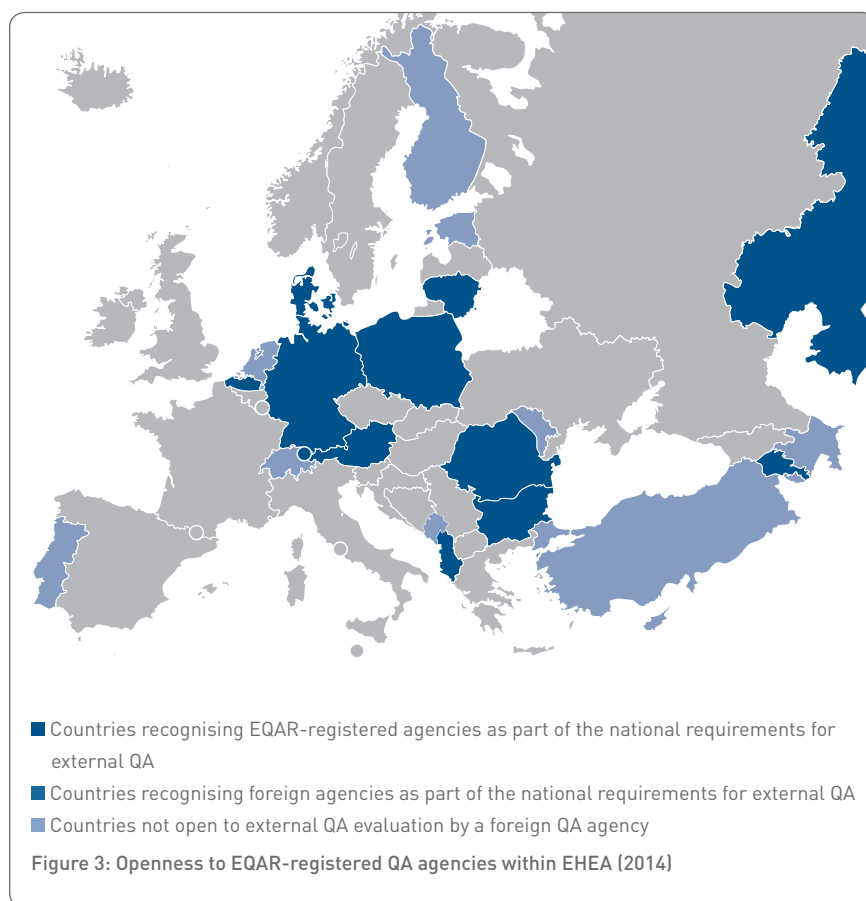 Countries recognising EQAR-registered agencies as part of the national requirements for
external QA
Countries recognising foreign agencies as part of the national requirements for external QA
Countries not open to external QA evaluation by a foreign QA agency
Figure 3: Openness to EQAR-registered QA agencies within EHEA (2014)